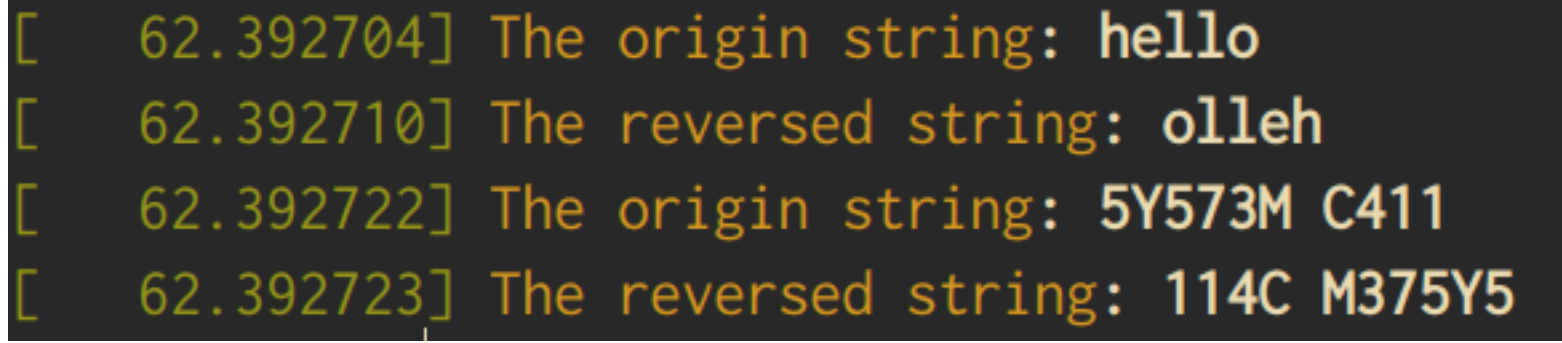 [   62.392704] The origin string: hello
[   62.392710] The reversed string: olleh
[   62.392722] The origin string: 5Y573M C411
[   62.392723] The reversed string: 114C M375Y5